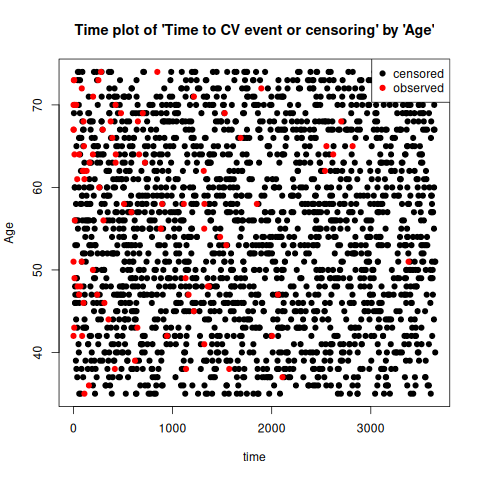 Time plot of 'Time to CV event or censoring' by 'Age'
censored
observed
70
60
50
40
Age
0 1000 2000 3000
time